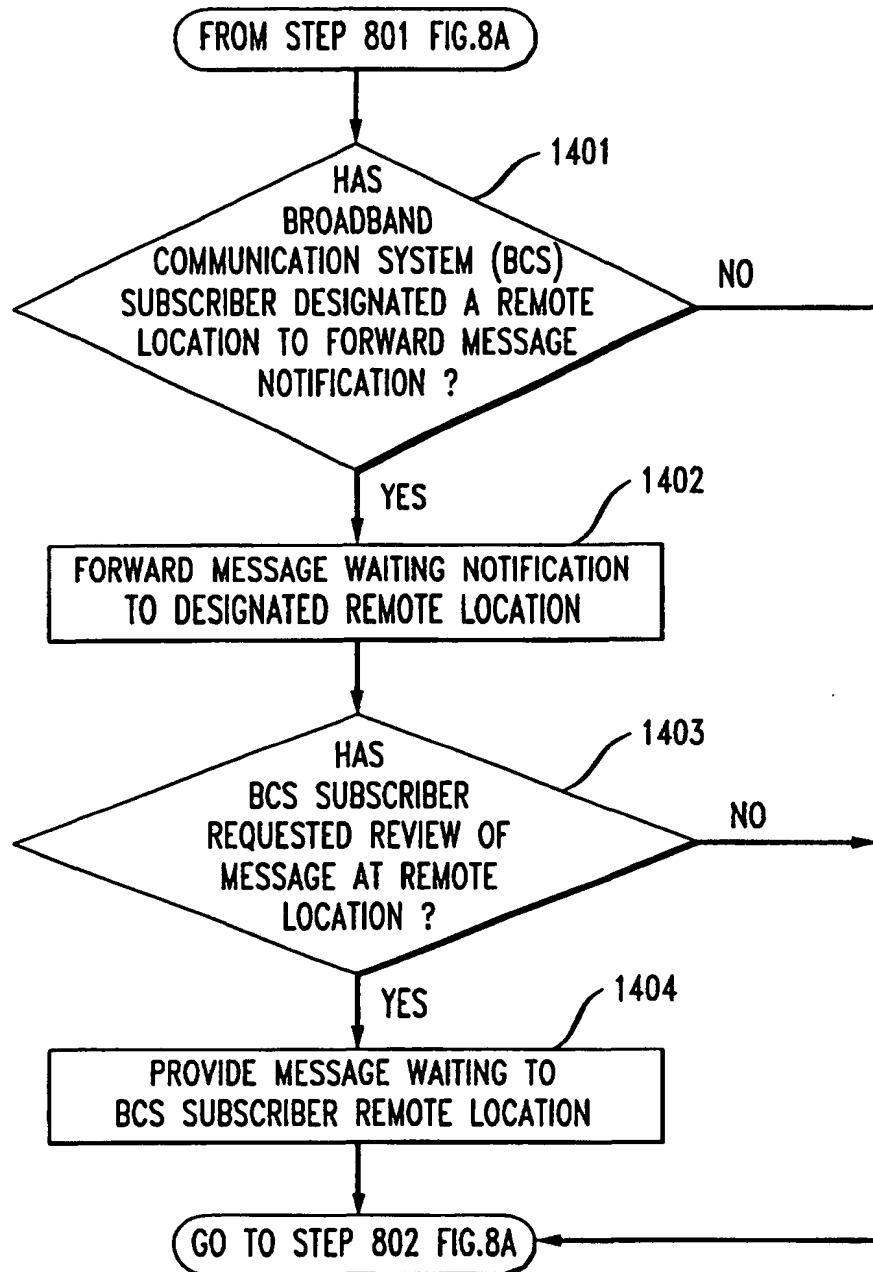 FROM STEP 801 FIG.8A
1401
HAS
BROADBAND
COMMUNICATION SYSTEM (BCS)
SUBSCRIBER DESIGNATED A REMOTE
LOCATION TO FORWARD MESSAGE
NOTIFICATION ?
NO
YES
1402
FORWARD MESSAGE WAITING NOTIFICATION
TO DESIGNATED REMOTE LOCATION
1403
HAS
BCS SUBSCRIBER
REQUESTED REVIEW OF
MESSAGE AT REMOTE
LOCATION ?
NO
YES
1404
PROVIDE MESSAGE WAITING TO
BCS SUBSCRIBER REMOTE LOCATION
GO TO STEP 802 FIG.8A